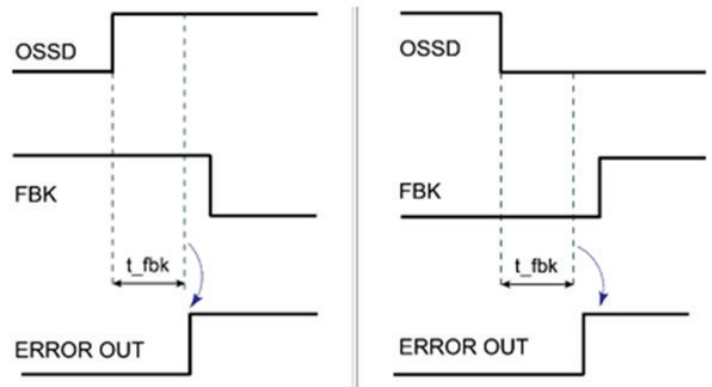 OSSD
FBK
t_fbk
ERROR OUT
OSSD
FBK
t_fbk
ERROR OUT